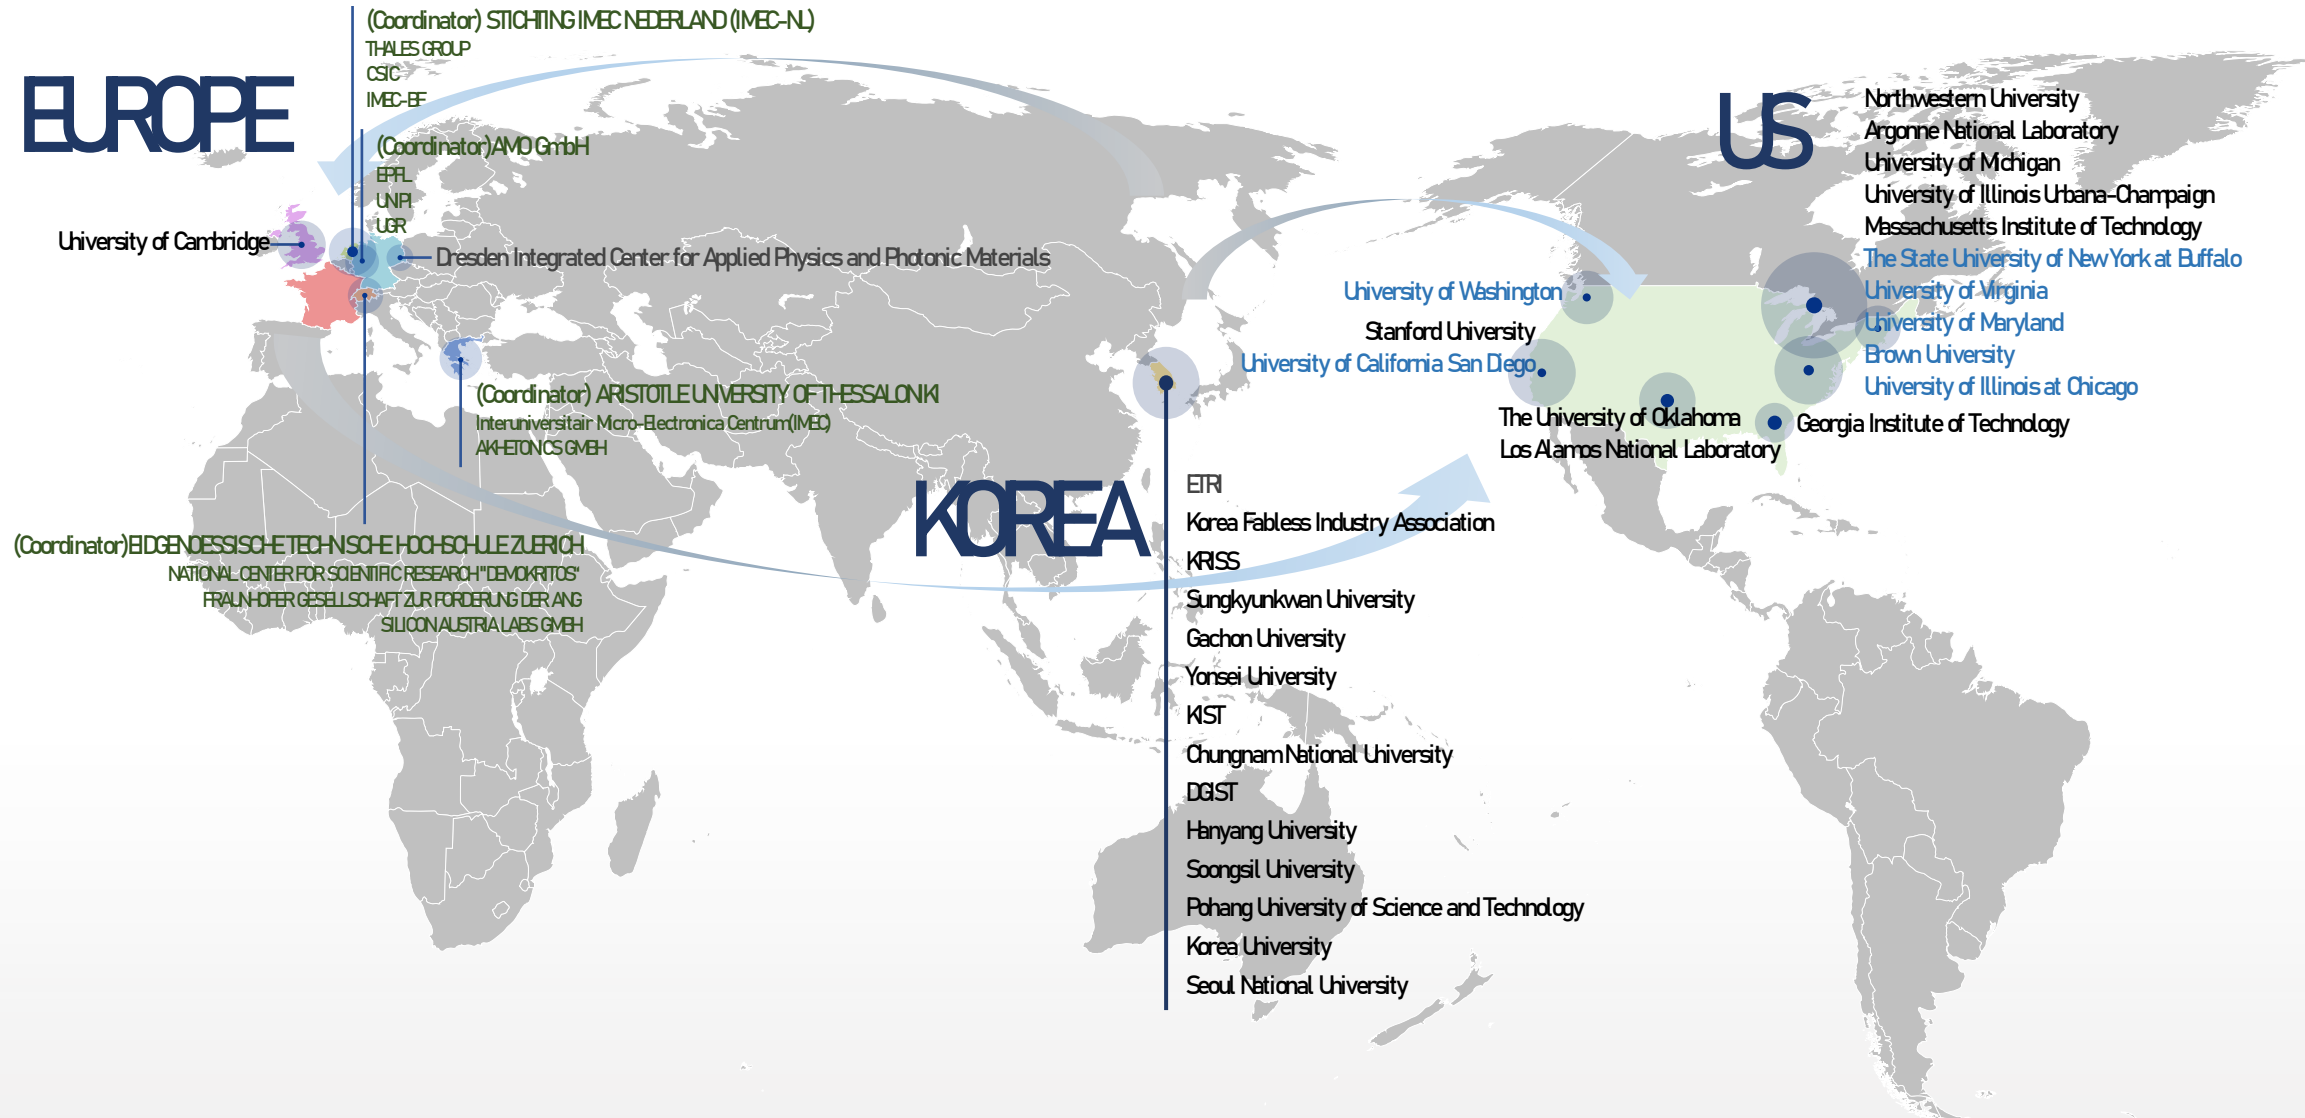 (Coordinator) STICHTING IMEC NEDERLAND (IMEC-NL)
THALES GROUP
CSIC
IMEC-BF
EUROPE
(Coordinator)AMO GmbH
EPFL
UNIPI
UGR
University of Cambridge
Dresden Integrated Center for Applied Physics and Photonic Materials
(Coordinator) ARISTOTLE UNIVERSITY OF THESSALONIKI
Interuniversitair Micro-Electronica Centrum(IMEC)
AKHETONICS GMBH
(Coordinator)EIDGENOESSISCHE TECHNISCHE HOCHSCHULE ZUERICH
NATIONAL CENTER FOR SCIENTIFIC RESEARCH "DEMOKRITOS"
FRAUNHOFER GESELLSCHAFT ZUR FORDERUNG DER ANG
SILICON AUSTRIA LABS GMBH
KOREA
ETRI
Korea Fabless Industry Association
KRISS
Sungkyunkwan University
Gachon University
Yonsei University
KIST
Chungnam National University
DGIST
Hanyang University
Soongsil University
Pohang University of Science and Technology
Korea University
Seoul National University
US
Northwestern University
Argonne National Laboratory
University of Michigan
University of Illinois Urbana-Champaign
Massachusetts Institute of Technology
The State University of New York at Buffalo
University of Virginia
University of Maryland
Brown University
University of Illinois at Chicago
University of Washington
Stanford University
University of California San Diego
The University of Oklahoma
Los Alamos National Laboratory
Georgia Institute of Technology